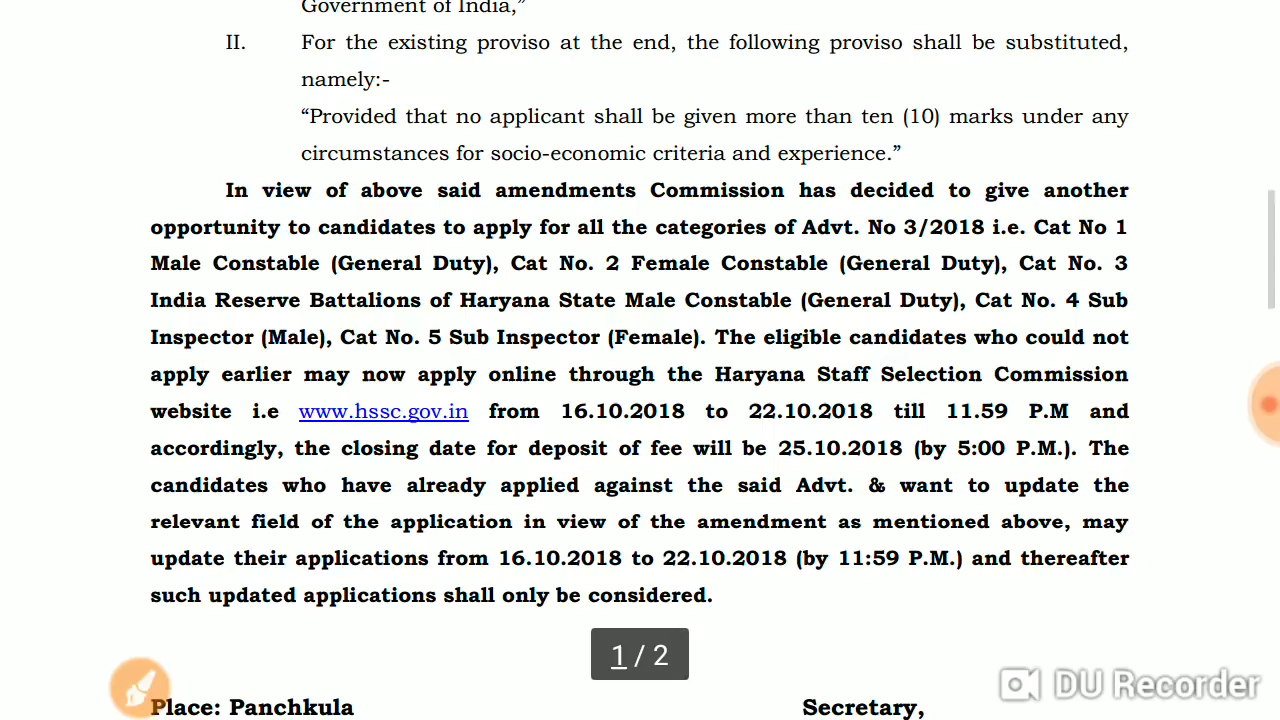 Government of India,”
II. For the existing proviso at the end, the following proviso shall be substituted,
namely:-
“Provided that no applicant shall be given more than ten (10) marks under any
circumstances for socio-economic criteria and experience.”
In view of above said amendments Commission has decided to give another
opportunity to candidates to apply for all the categories of Advt. No 3/2018 i.e. Cat No 1
Male Constable (General Duty), Cat No. 2 Female Constable (General Duty), Cat No. 3
India Reserve Battalions of Haryana State Male Constable (General Duty), Cat No. 4 Sub
Inspector (Male), Cat No. 5 Sub Inspector (Female). The eligible candidates who could not
apply earlier may now apply online through the Haryana Staff Selection Commission
website i.e www.hssc.gov.in from 16.10.2018 to 22.10.2018 till 11.59 P.M and
accordingly, the closing date for deposit of fee will be 25.10.2018 (by 5:00 P.M.). The
candidates who have already applied against the said Advt. & want to update the
relevant field of the application in view of the amendment as mentioned above, may
update their applications from 16.10.2018 to 22.10.2018 (by 11:59 P.M.) and thereafter
such updated applications shall only be considered.
1 / 2
DU Recorder
Place: Panchkula Secretary,